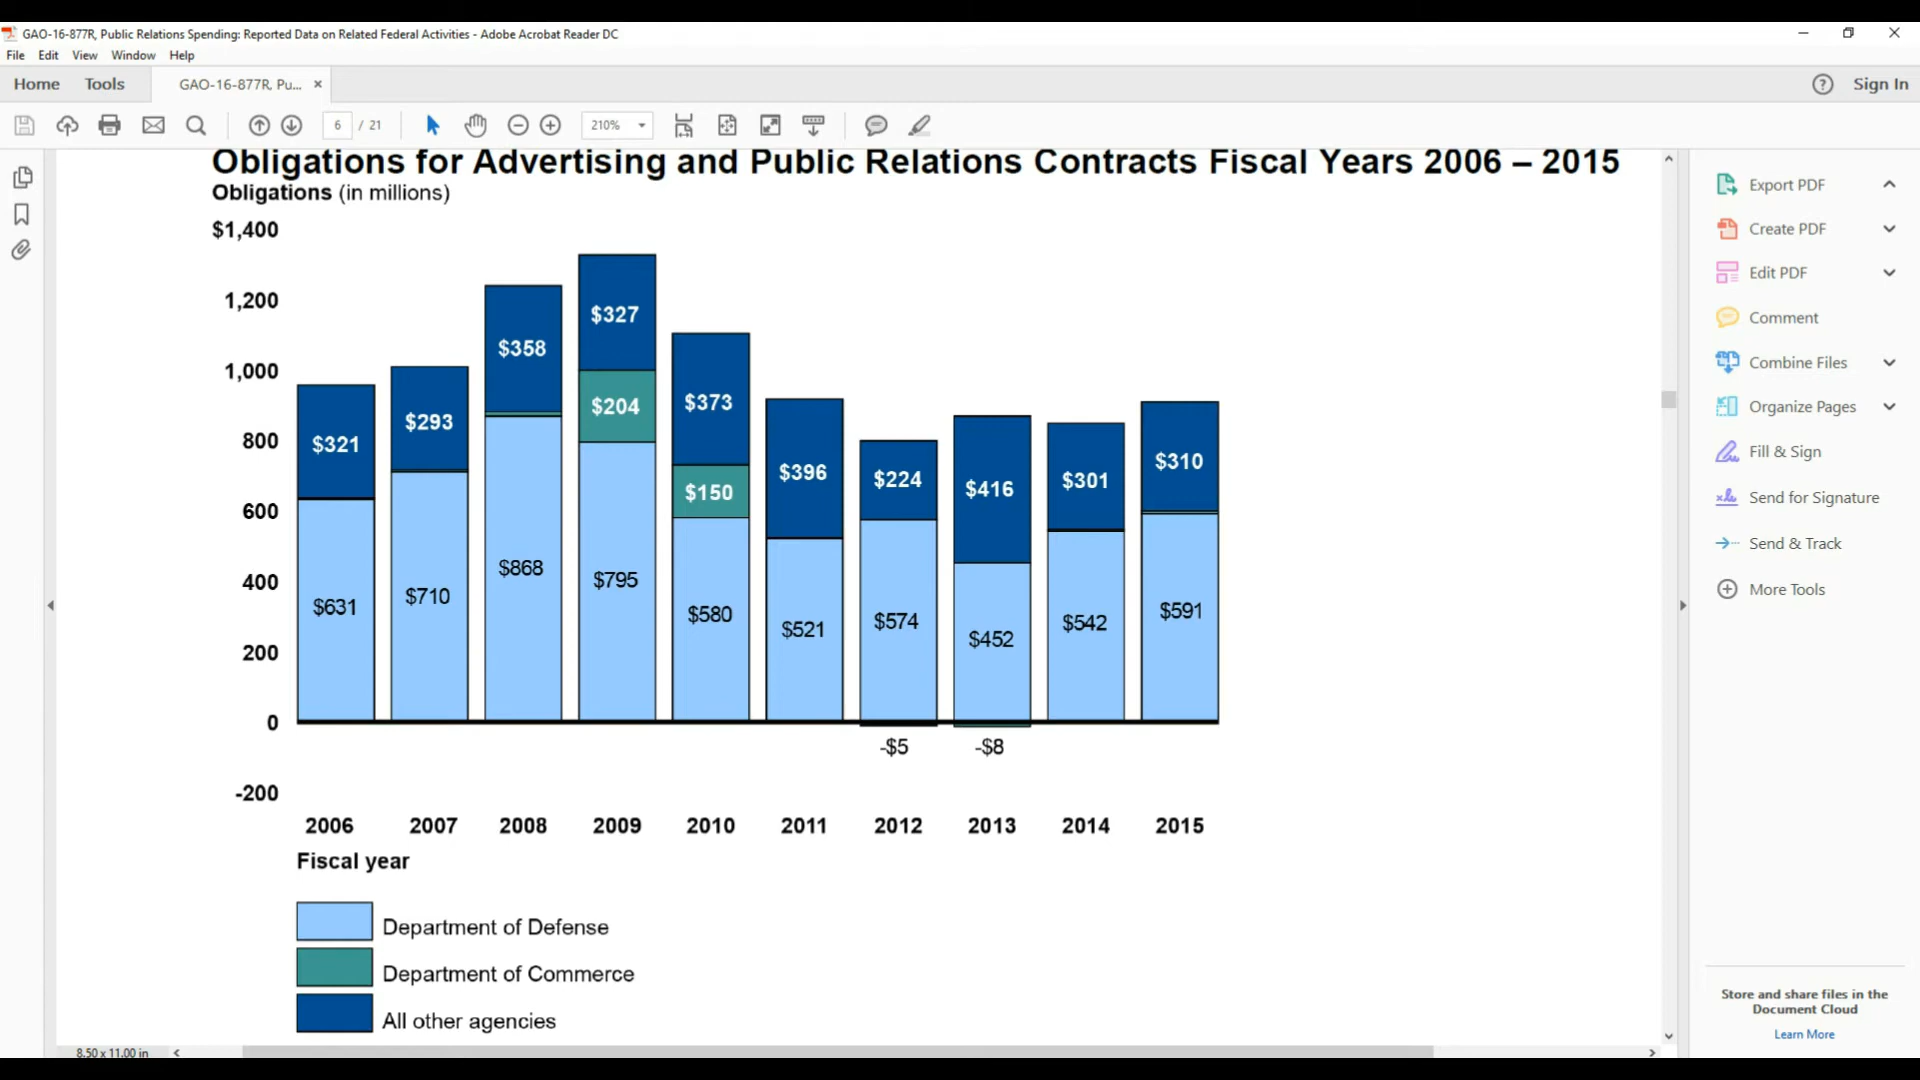 GAO-16-877R, Public Relations Spending: Reported Data on Related Federal Activities - Adobe Acrobat Reader DC
File Edit View Window Help
Home Tools GAO-16-877R, Pu... × Sign In
6 / 21 210%
Obligations for Advertising and Public Relations Contracts Fiscal Years 2006 – 2015
Obligations (in millions)
$1,400
1,200
1,000
800
600
400
200
0
-200
$321
$631
$293
$710
$358
$868
$327
$204
$795
$373
$150
$580
$396
$521
$224
$574
-$5
$416
$452
-$8
$301
$542
$310
$591
2006 2007 2008 2009 2010 2011 2012 2013 2014 2015
Fiscal year
Department of Defense
Department of Commerce
All other agencies
8.50 x 11.00 in
Export PDF
Create PDF
Edit PDF
Comment
Combine Files
Organize Pages
Fill & Sign
Send for Signature
Send & Track
More Tools
Store and share files in the
Document Cloud
Learn More